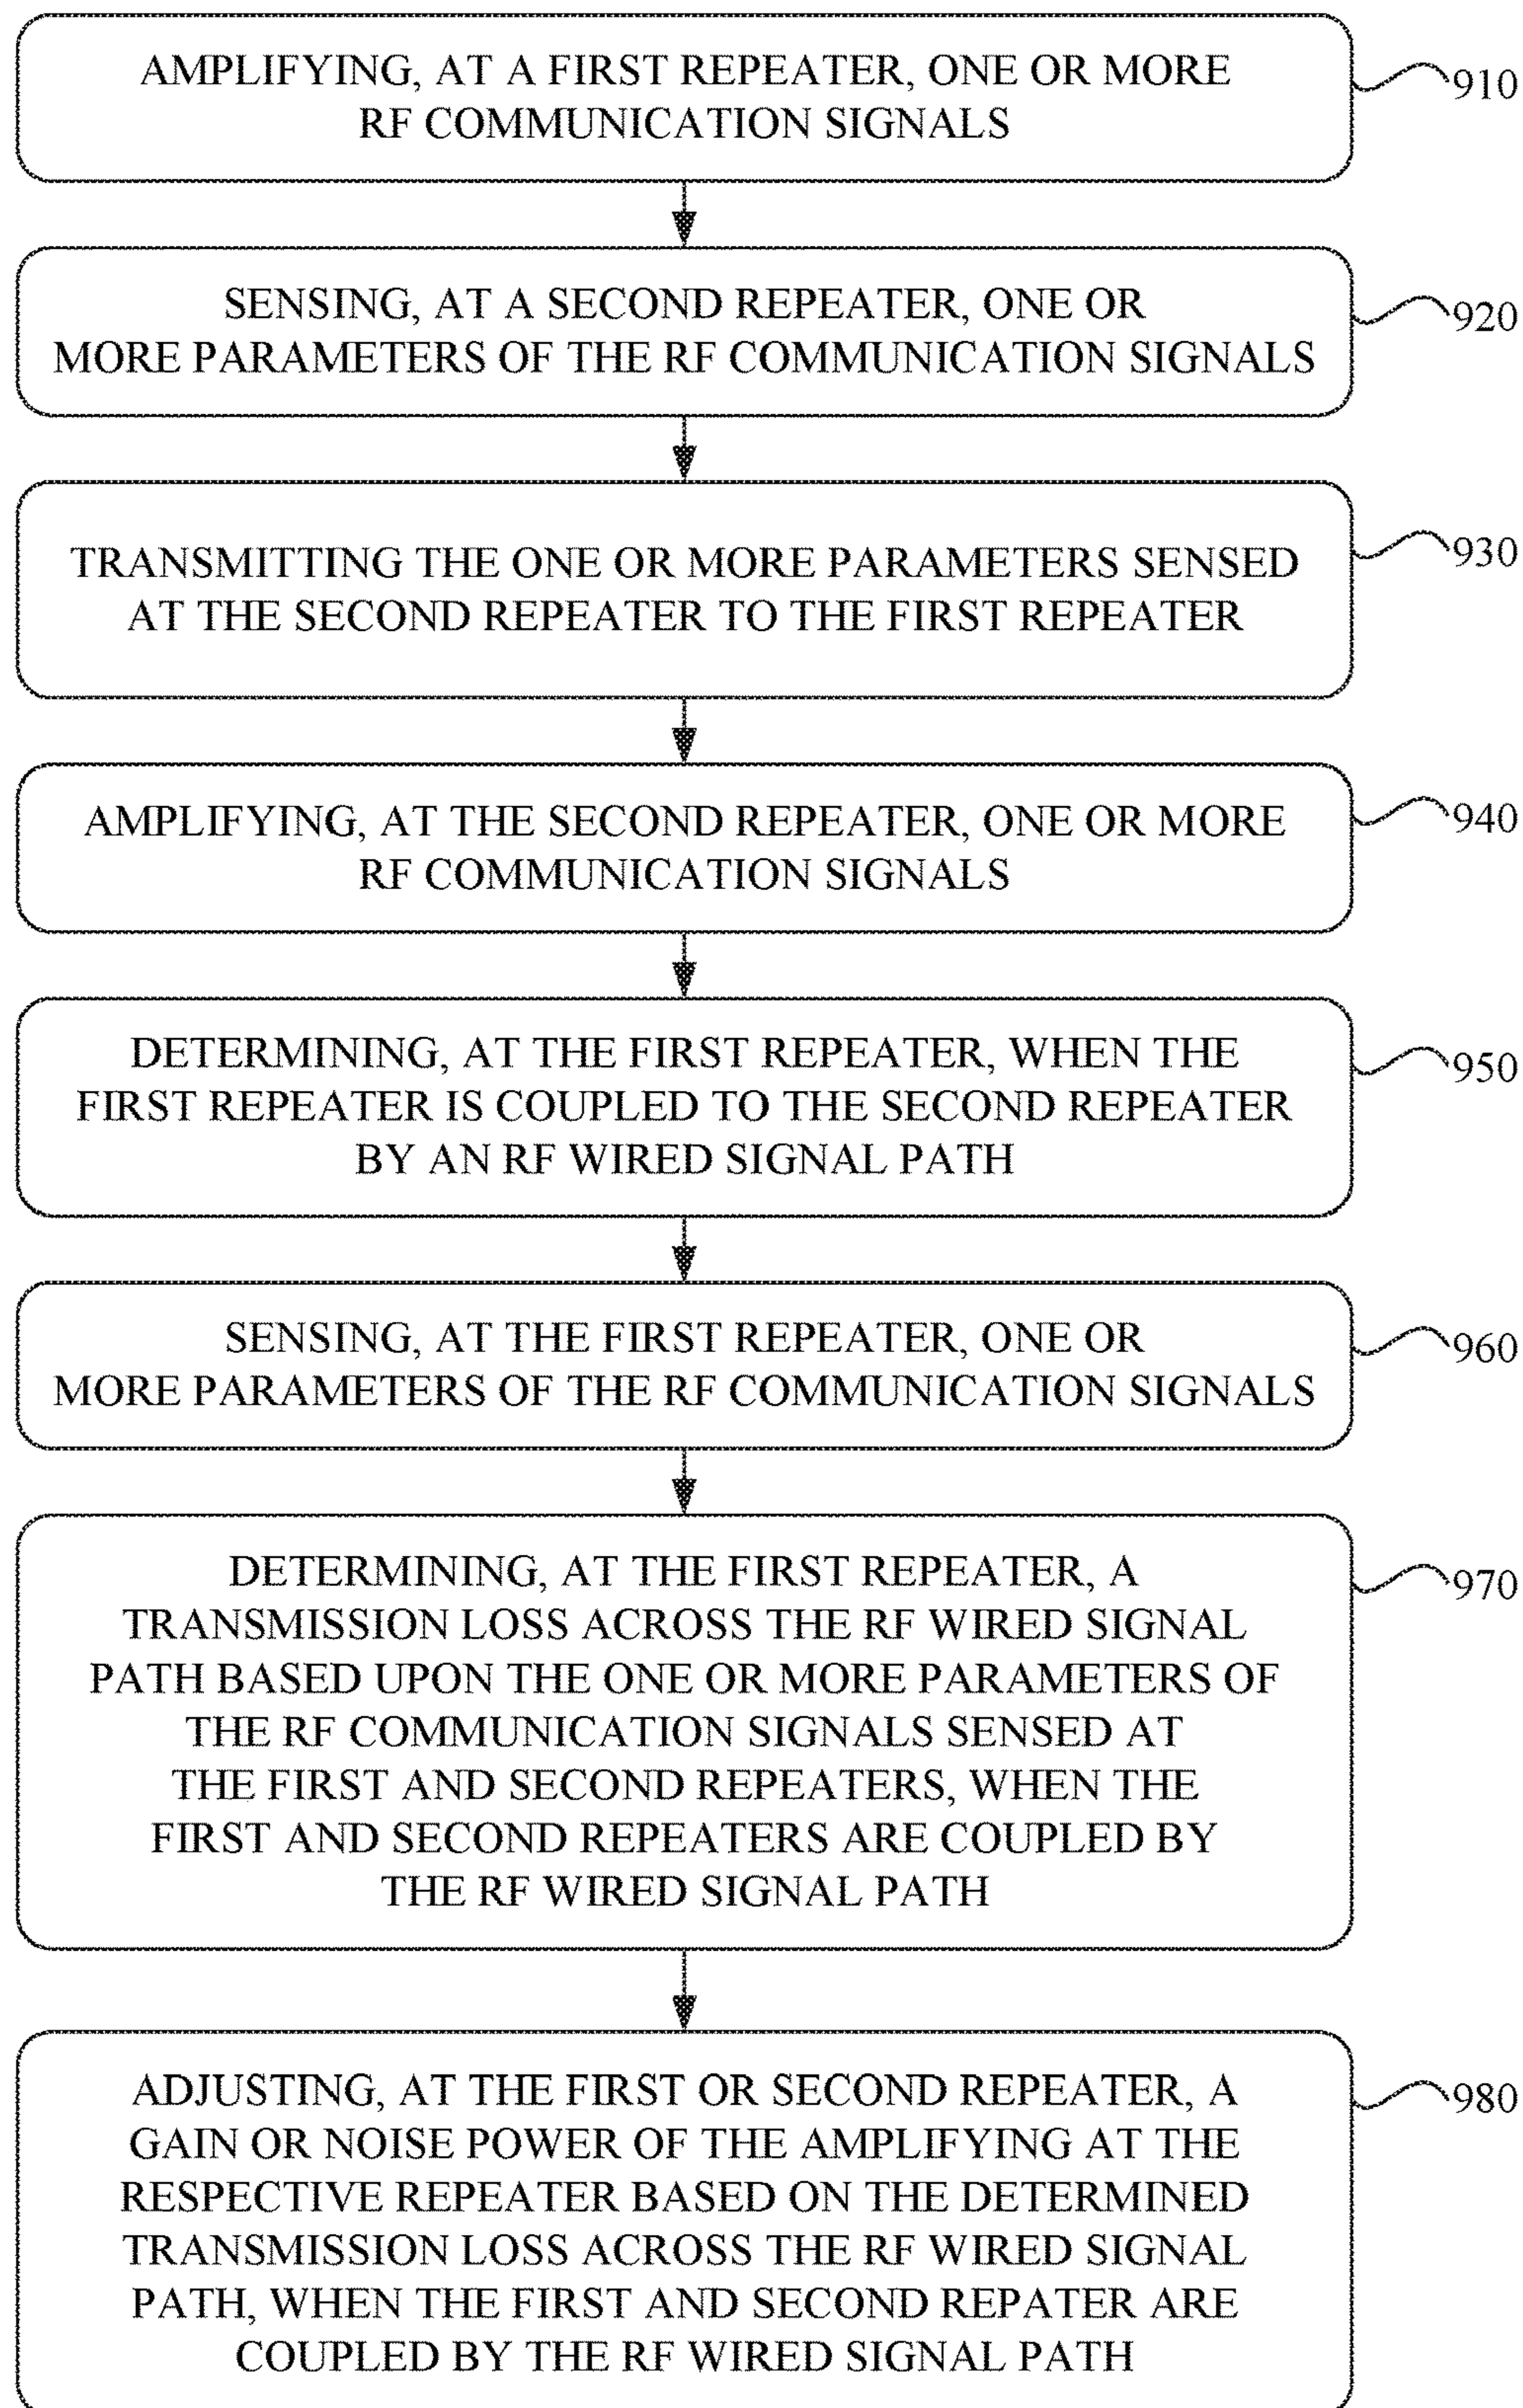 AMPLIFYING, AT A FIRST REPEATER, ONE OR MORE
RF COMMUNICATION SIGNALS
910
SENSING, AT A SECOND REPEATER, ONE OR
MORE PARAMETERS OF THE RF COMMUNICATION SIGNALS
920
TRANSMITTING THE ONE OR MORE PARAMETERS SENSED
AT THE SECOND REPEATER TO THE FIRST REPEATER
930
AMPLIFYING, AT THE SECOND REPEATER, ONE OR MORE
RF COMMUNICATION SIGNALS
940
DETERMINING, AT THE FIRST REPEATER, WHEN THE
FIRST REPEATER IS COUPLED TO THE SECOND REPEATER
BY AN RF WIRED SIGNAL PATH
950
SENSING, AT THE FIRST REPEATER, ONE OR
MORE PARAMETERS OF THE RF COMMUNICATION SIGNALS
960
DETERMINING, AT THE FIRST REPEATER, A
TRANSMISSION LOSS ACROSS THE RF WIRED SIGNAL
PATH BASED UPON THE ONE OR MORE PARAMETERS OF
THE RF COMMUNICATION SIGNALS SENSED AT
THE FIRST AND SECOND REPEATERS, WHEN THE
FIRST AND SECOND REPEATERS ARE COUPLED BY
THE RF WIRED SIGNAL PATH
970
ADJUSTING, AT THE FIRST OR SECOND REPEATER, A
GAIN OR NOISE POWER OF THE AMPLIFYING AT THE
RESPECTIVE REPEATER BASED ON THE DETERMINED
TRANSMISSION LOSS ACROSS THE RF WIRED SIGNAL
PATH, WHEN THE FIRST AND SECOND REPATER ARE
COUPLED BY THE RF WIRED SIGNAL PATH
980